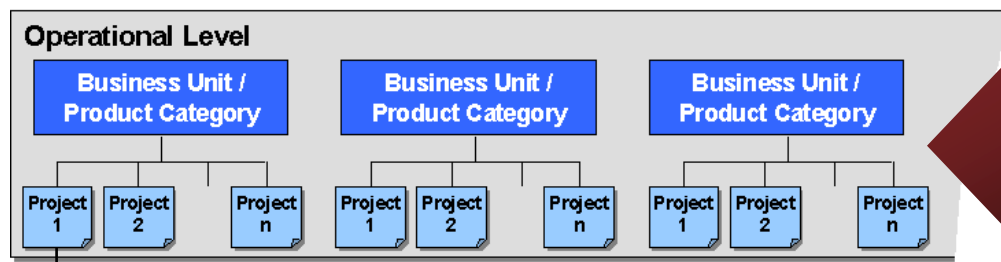 Operational Level
Business Unit /
Product Category
Business Unit /
Product Category
Business Unit /
Product Category
Project
1
Project
2
Project
n
Project
1
Project
2
Project
n
Project
1
Project
2
Project
n